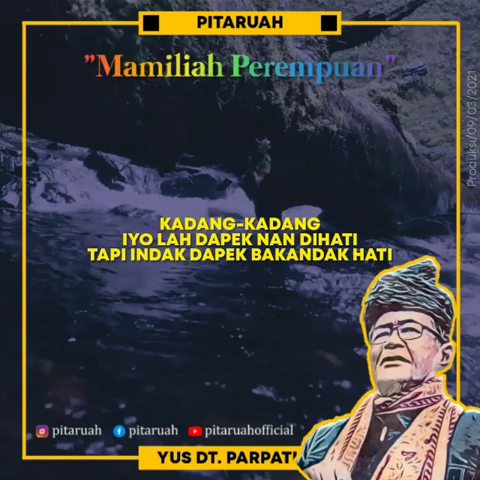 PITARUAH
"Mamiliah Perempuan"
Produksi/09/03/2021
KADANG-KADANG
IYO LAH DAPEK NAN DIHATI
TAPI INDAK DAPEK BAKANDAK HATI
pitaruah pitaruah pitaruahofficial
YUS DT. PARPATI